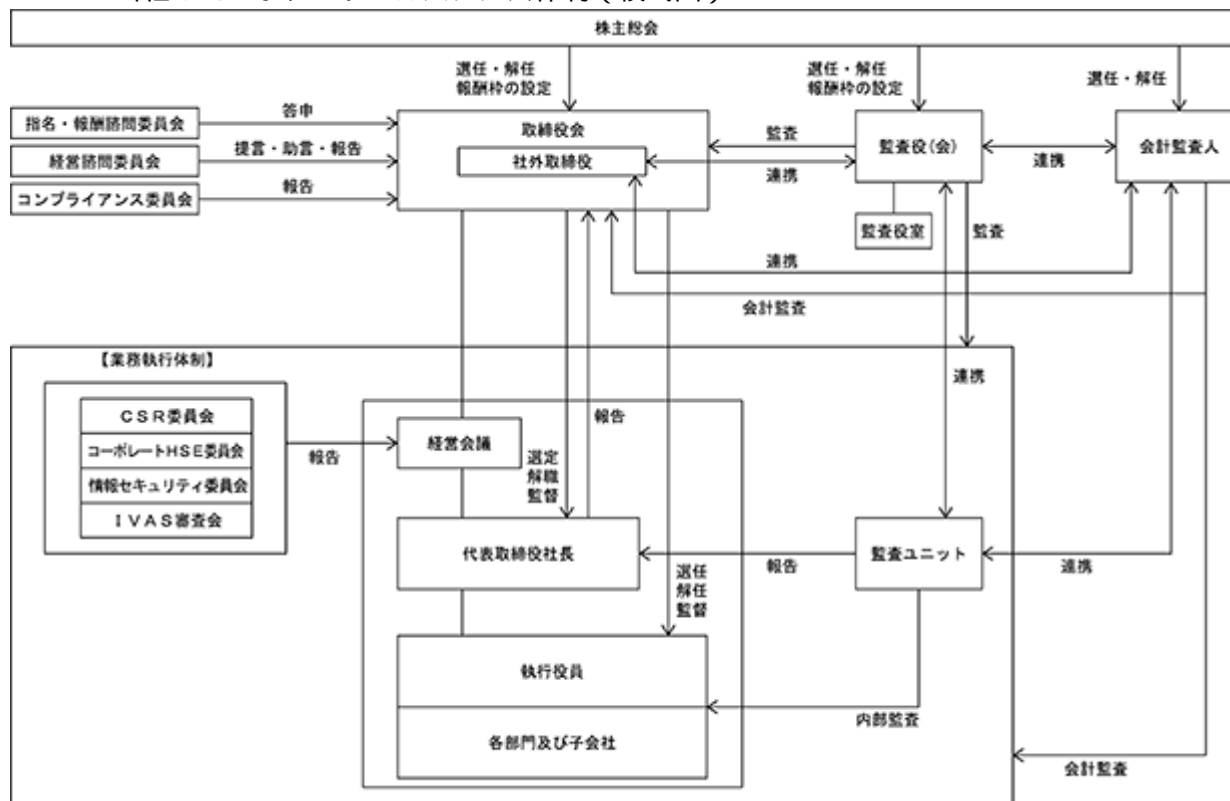 株主総会
選任・解任
報酬枠の設定
選任・解任
報酬枠の設定
選任・解任
指名・報酬諮問委員会
答申
経営諮問委員会
提言・助言・報告
コンプライアンス委員会
報告
取締役会
社外取締役
監査
連携
監査役(会)
連携
会計監査人
監査役室
監査
連携
会計監査
【業務執行体制】
連携
CSR委員会
コーポレートHSE委員会
情報セキュリティ委員会
IVAS審査会
報告
経営会議
報告
選定
解職
監督
代表取締役社長
報告
監査ユニット
連携
選任
解任
監督
執行役員
各部門及び子会社
内部監査
会計監査